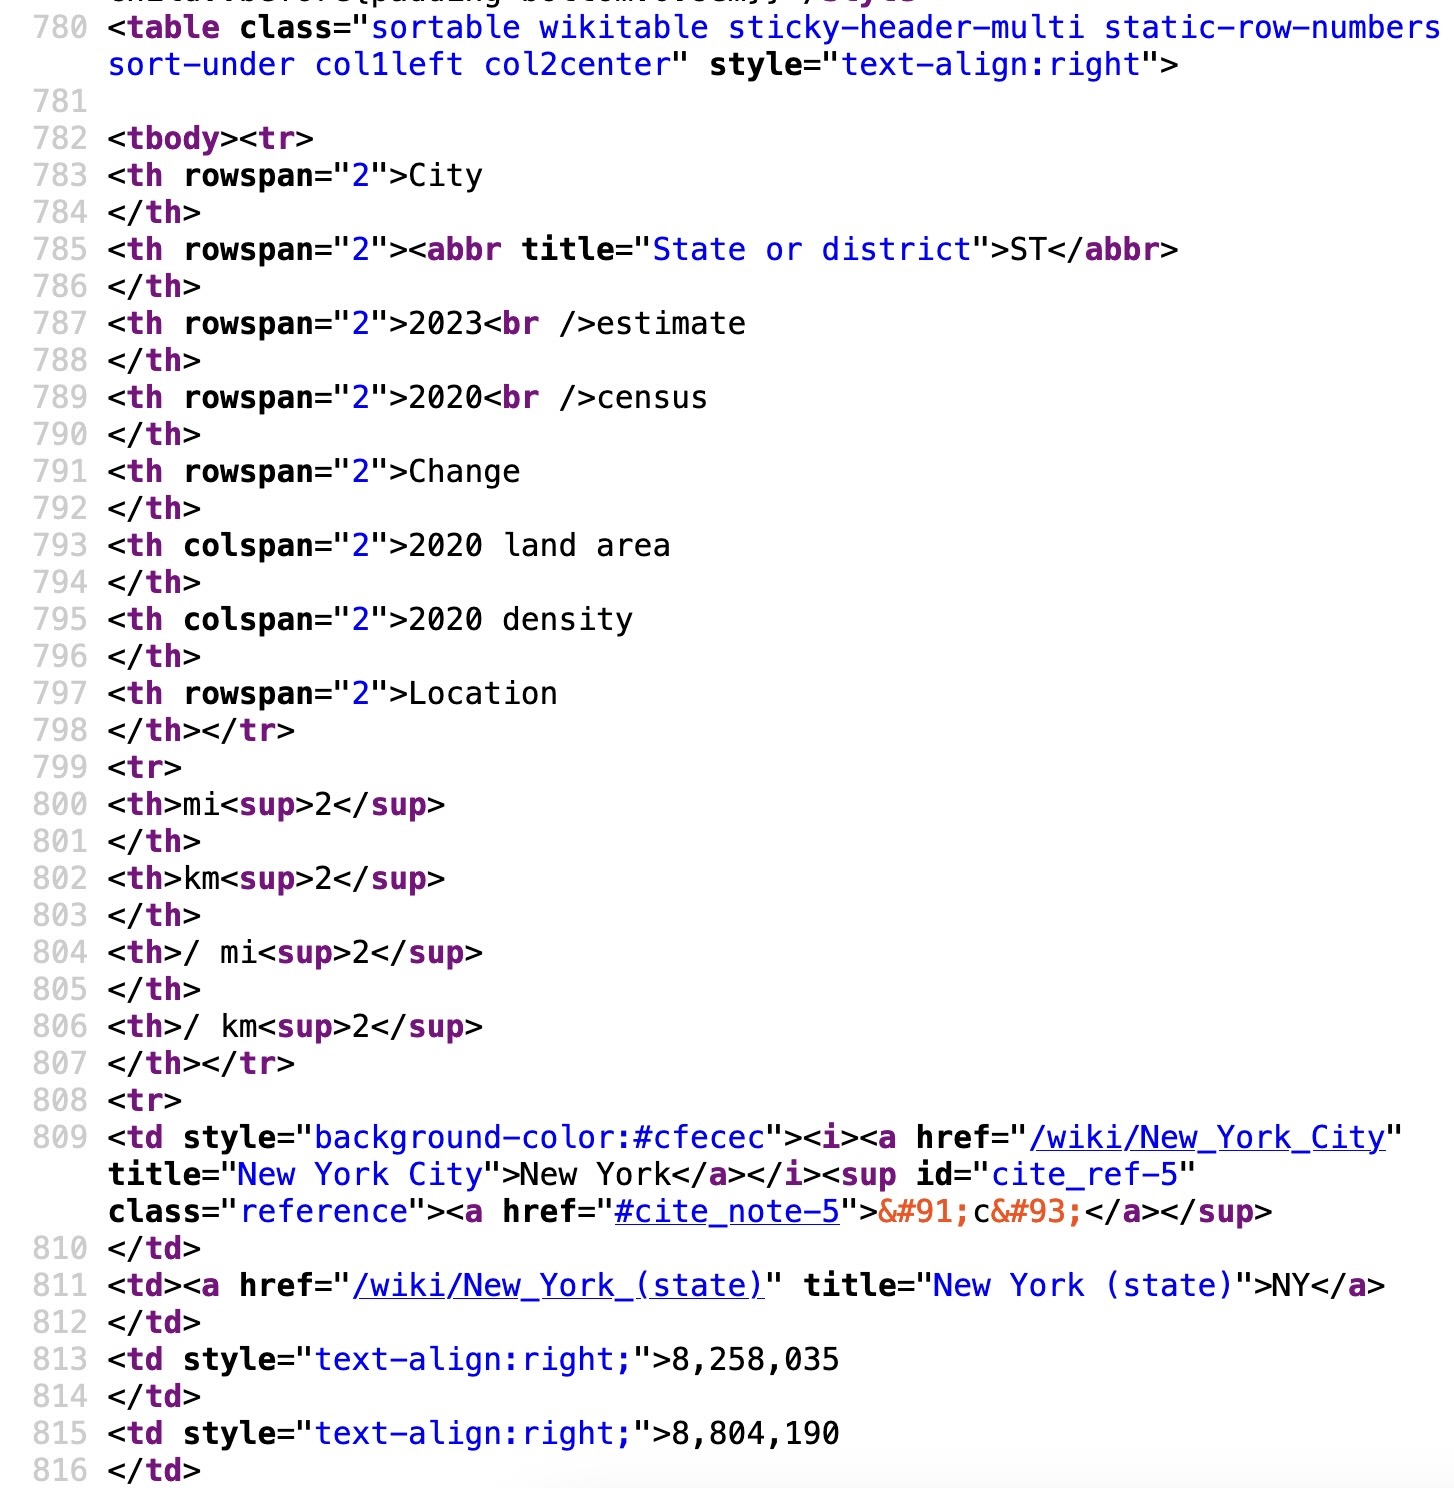 780 <table class="sortable wikitable sticky-header-multi static-row-numbers
sort-under col1left col2center" style="text-align:right">
781
782 <tbody><tr>
783 <th rowspan="2">City
784 </th>
785 <th rowspan="2"><abbr title="State or district">ST</abbr>
786 </th>
787 <th rowspan="2">2023<br />estimate
788 </th>
789 <th rowspan="2">2020<br />census
790 </th>
791 <th rowspan="2">Change
792 </th>
793 <th colspan="2">2020 land area
794 </th>
795 <th colspan="2">2020 density
796 </th>
797 <th rowspan="2">Location
798 </th></tr>
799 <tr>
800 <th>mi<sup>2</sup>
801 </th>
802 <th>km<sup>2</sup>
803 </th>
804 <th>/ mi<sup>2</sup>
805 </th>
806 <th>/ km<sup>2</sup>
807 </th></tr>
808 <tr>
809 <td style="background-color:#cfecec"><i><a href="/wiki/New_York_City"
title="New York City">New York</a></i><sup id="cite_ref-5"
class="reference"><a href="#cite_note-5">&#91;c&#93;</a></sup>
810 </td>
811 <td><a href="/wiki/New_York_(state)" title="New York (state)">NY</a>
812 </td>
813 <td style="text-align:right;">8,258,035
814 </td>
815 <td style="text-align:right;">8,804,190
816 </td>